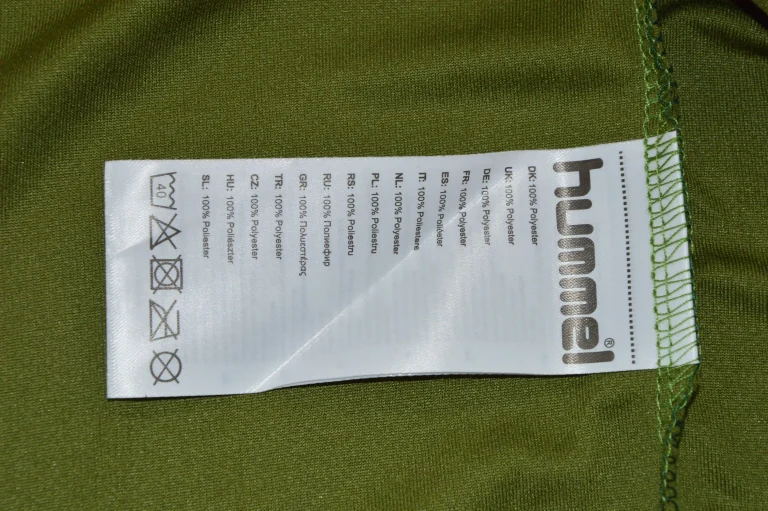 hummel®
DK: 100% Polyester
UK: 100% Polyester
DE: 100% Polyester
FR: 100% Polyester
ES: 100% Poliéster
IT: 100% Poliestere
NL: 100% Polyester
PL: 100% Poliestru
RS: 100% Poliestru
RU: 100% Полиефир
GR: 100% Πολυεστέρας
TR: 100% Polyester
CZ: 100% Polyester
HU: 100% Poliészter
SL: 100% Poliester
40